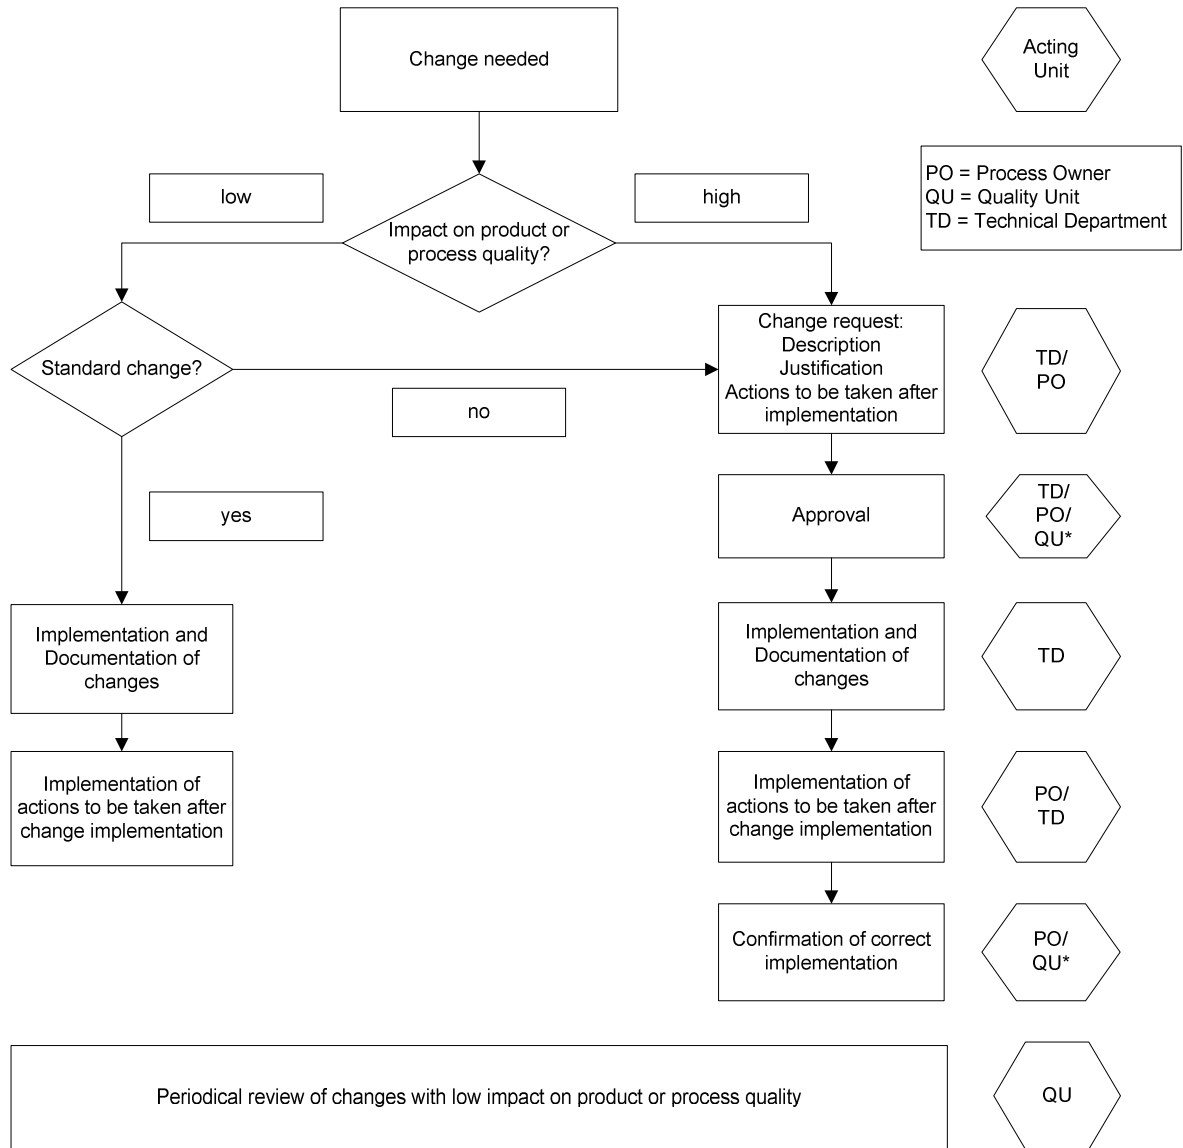 Change needed
Acting
Unit
PO = Process Owner
QU = Quality Unit
TD = Technical Department
low
high
Impact on product or
process quality?
Standard change?
no
yes
Change request:
Description
Justification
Actions to be taken after
implementation
TD/
PO
Approval
TD/
PO/
QU*
Implementation and
Documentation of
changes
Implementation and
Documentation of
changes
TD
Implementation of
actions to be taken after
change implementation
Implementation of
actions to be taken after
change implementation
PO/
TD
Confirmation of correct
implementation
PO/
QU*
Periodical review of changes with low impact on product or process quality
QU